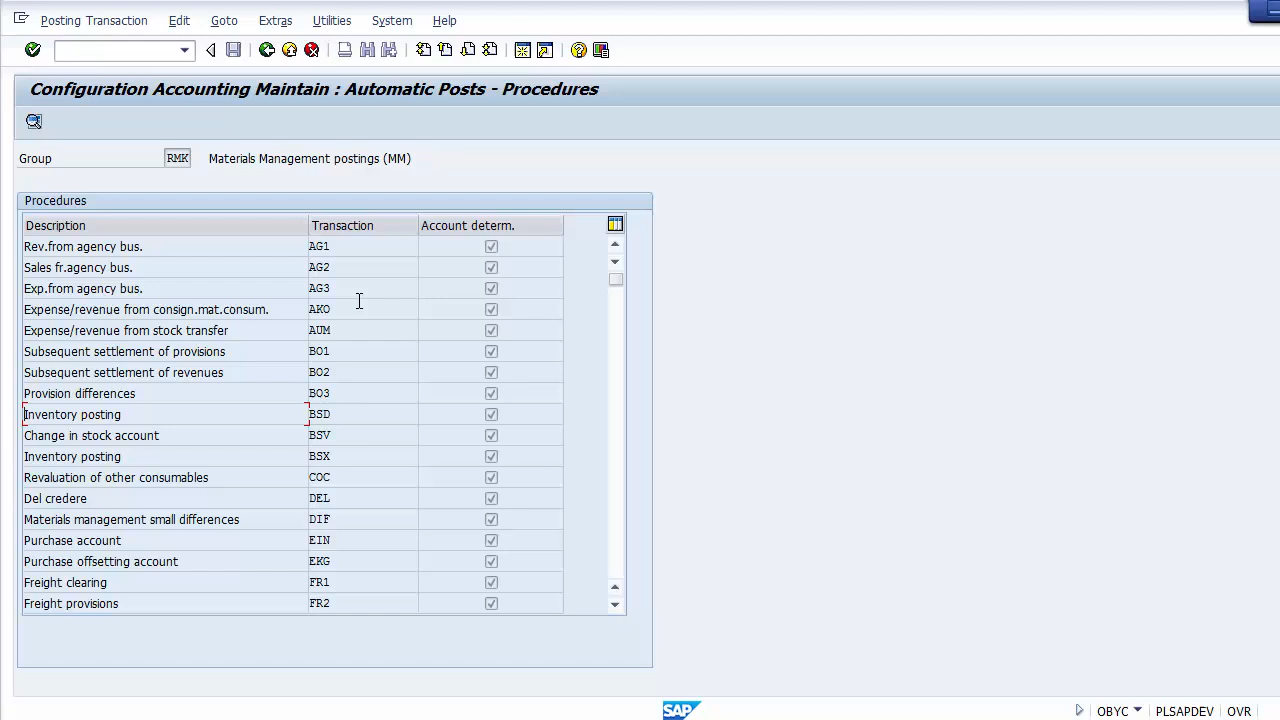 Posting Transaction Edit Goto Extras Utilities System Help
Configuration Accounting Maintain : Automatic Posts - Procedures
Group RMK Materials Management postings (MM)
Procedures
Description Transaction Account determ.
Rev.from agency bus. AG1
Sales fr.agency bus. AG2
Exp.from agency bus. AG3
Expense/revenue from consign.mat.consum. AKO
Expense/revenue from stock transfer AUM
Subsequent settlement of provisions BO1
Subsequent settlement of revenues BO2
Provision differences BO3
Inventory posting BSD
Change in stock account BSV
Inventory posting BSX
Revaluation of other consumables COC
Del credere DEL
Materials management small differences DIF
Purchase account EIN
Purchase offsetting account EKG
Freight clearing FR1
Freight provisions FR2
SAP OBYC PLSAPDEV OVR